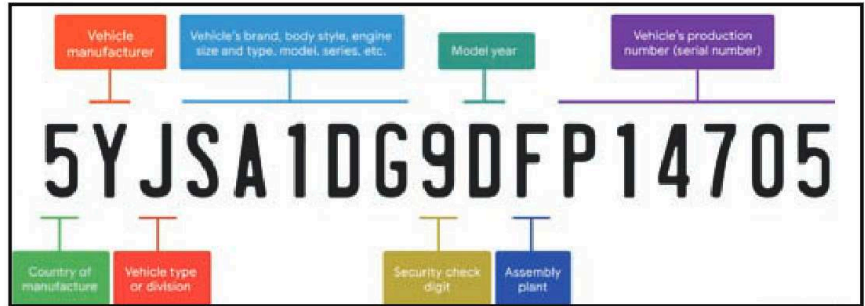 Vehicle
manufacturer
Vehicle's brand, body style, engine
size and type, model, series, etc.
Model year
Vehicle's production
number (serial number)
5YJSA1DG9DFP14705
Country of
manufacture
Vehicle type
or division
Security check
digit
Assembly
plant